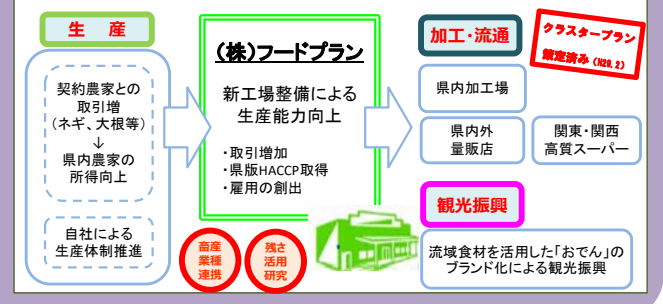 生 産
契約農家との
取引増
(ネギ、大根等)
↓
県内農家の
所得向上
自社による
生産体制推進
(株)フードプラン
新工場整備による
生産能力向上
・取引増加
・県版HACCP取得
・雇用の創出
畜産
業種
連携
残さ
活用
研究
加工・流通
クラスタープラン
策定済み (H29.2)
県内加工場
県内外
量販店
関東・関西
高質スーパー
観光振興
流域食材を活用した「おでん」の
ブランド化による観光振興